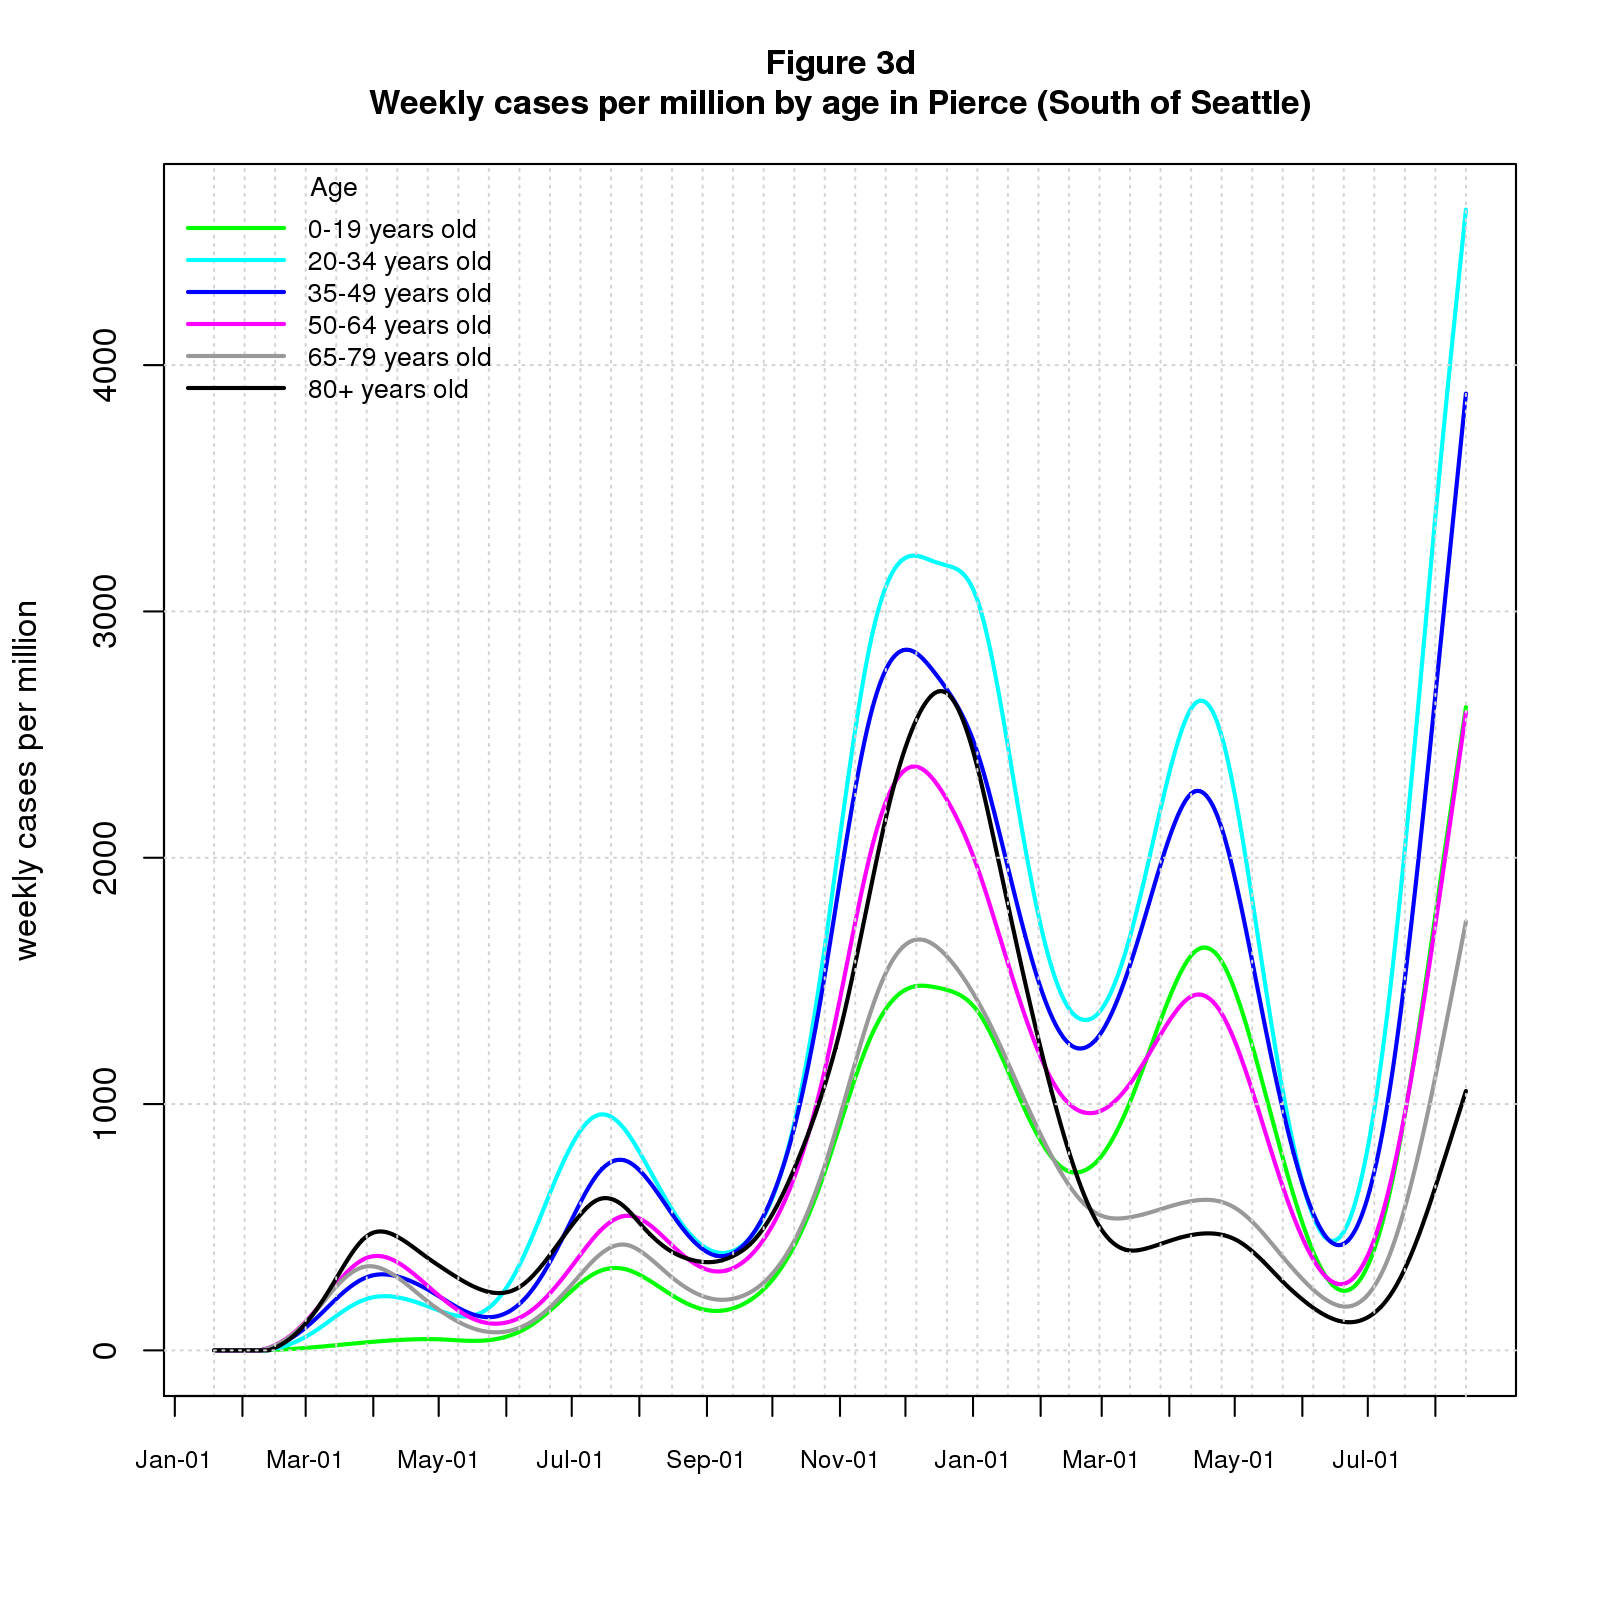 Figure 3d
Weekly cases per million by age in Pierce (South of Seattle)
Age
0-19 years old
20-34 years old
35-49 years old
50-64 years old
65-79 years old
80+ years old
weekly cases per million
4000
3000
2000
1000
0
Jan-01 Mar-01 May-01 Jul-01 Sep-01 Nov-01 Jan-01 Mar-01 May-01 Jul-01